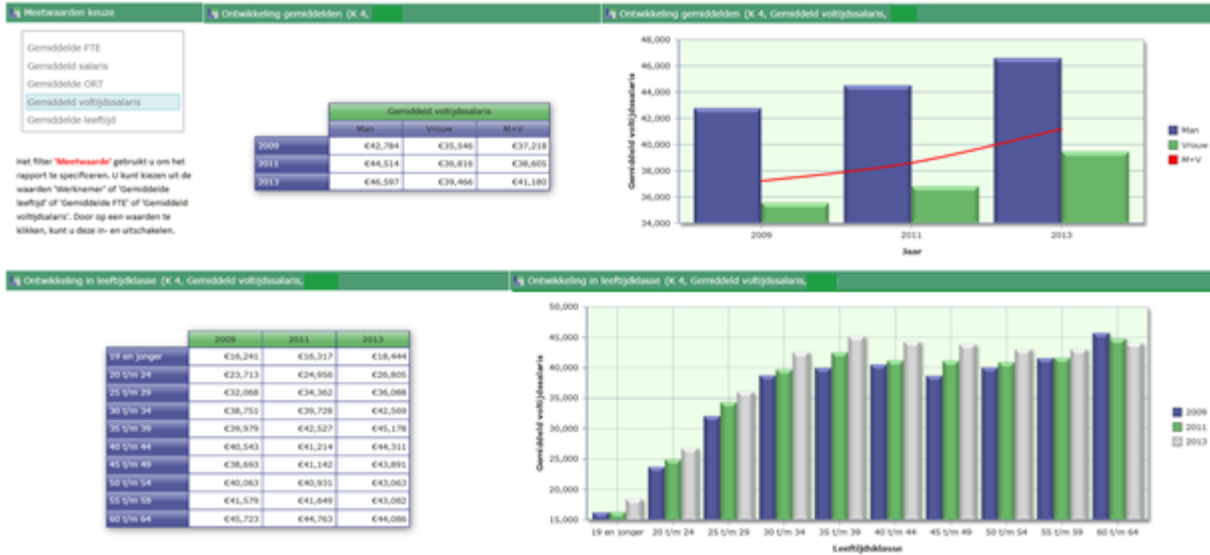 Meetwaarden keuze
Gemiddelde FTE
Gemiddeld salaris
Gemiddelde ORT
Gemiddeld voltijdssalaris
Gemiddelde leeftijd
Het filter 'Meetwaarde' gebruikt u om het
rapport te specificeren. U kunt kiezen uit de
waarden 'Werknemer' of 'Gemiddelde
leeftijd' of 'Gemiddelde FTE' of 'Gemiddeld
voltijdsalaris'. Door op een waarden te
klikken, kunt u deze in- en uitschakelen.
Ontwikkeling gemiddelden (K 4,
Gemiddeld voltijdssalaris
Man Vrouw M+V
2009 €42,784 €35,546 €37,218
2011 €44,514 €36,816 €38,605
2013 €46,597 €39,466 €41,180
Ontwikkeling gemiddelden (K 4, Gemiddeld voltijdssalaris,
Gemiddeld voltijdssalaris
48,000
46,000
44,000
42,000
40,000
38,000
36,000
34,000
2009 2011 2013
Jaar
Man
Vrouw
M+V
Ontwikkeling in leeftijdklasse (K 4, Gemiddeld voltijdssalaris,
2009 2011 2013
19 en jonger €16,241 €16,317 €18,444
20 t/m 24 €23,713 €24,956 €26,805
25 t/m 29 €32,068 €34,362 €36,088
30 t/m 34 €38,751 €39,728 €42,569
35 t/m 39 €39,979 €42,527 €45,178
40 t/m 44 €40,543 €41,214 €44,311
45 t/m 49 €38,693 €41,142 €43,891
50 t/m 54 €40,063 €40,931 €43,063
55 t/m 59 €41,579 €41,649 €43,082
60 t/m 64 €45,723 €44,763 €44,086
Ontwikkeling in leeftijdklasse (K 4, Gemiddeld voltijdssalaris,
Gemiddeld voltijdssalaris
50,000
45,000
40,000
35,000
30,000
25,000
20,000
15,000
19 en jonger 20 t/m 24 25 t/m 29 30 t/m 34 35 t/m 39 40 t/m 44 45 t/m 49 50 t/m 54 55 t/m 59 60 t/m 64
Leeftijdsklasse
2009
2011
2013